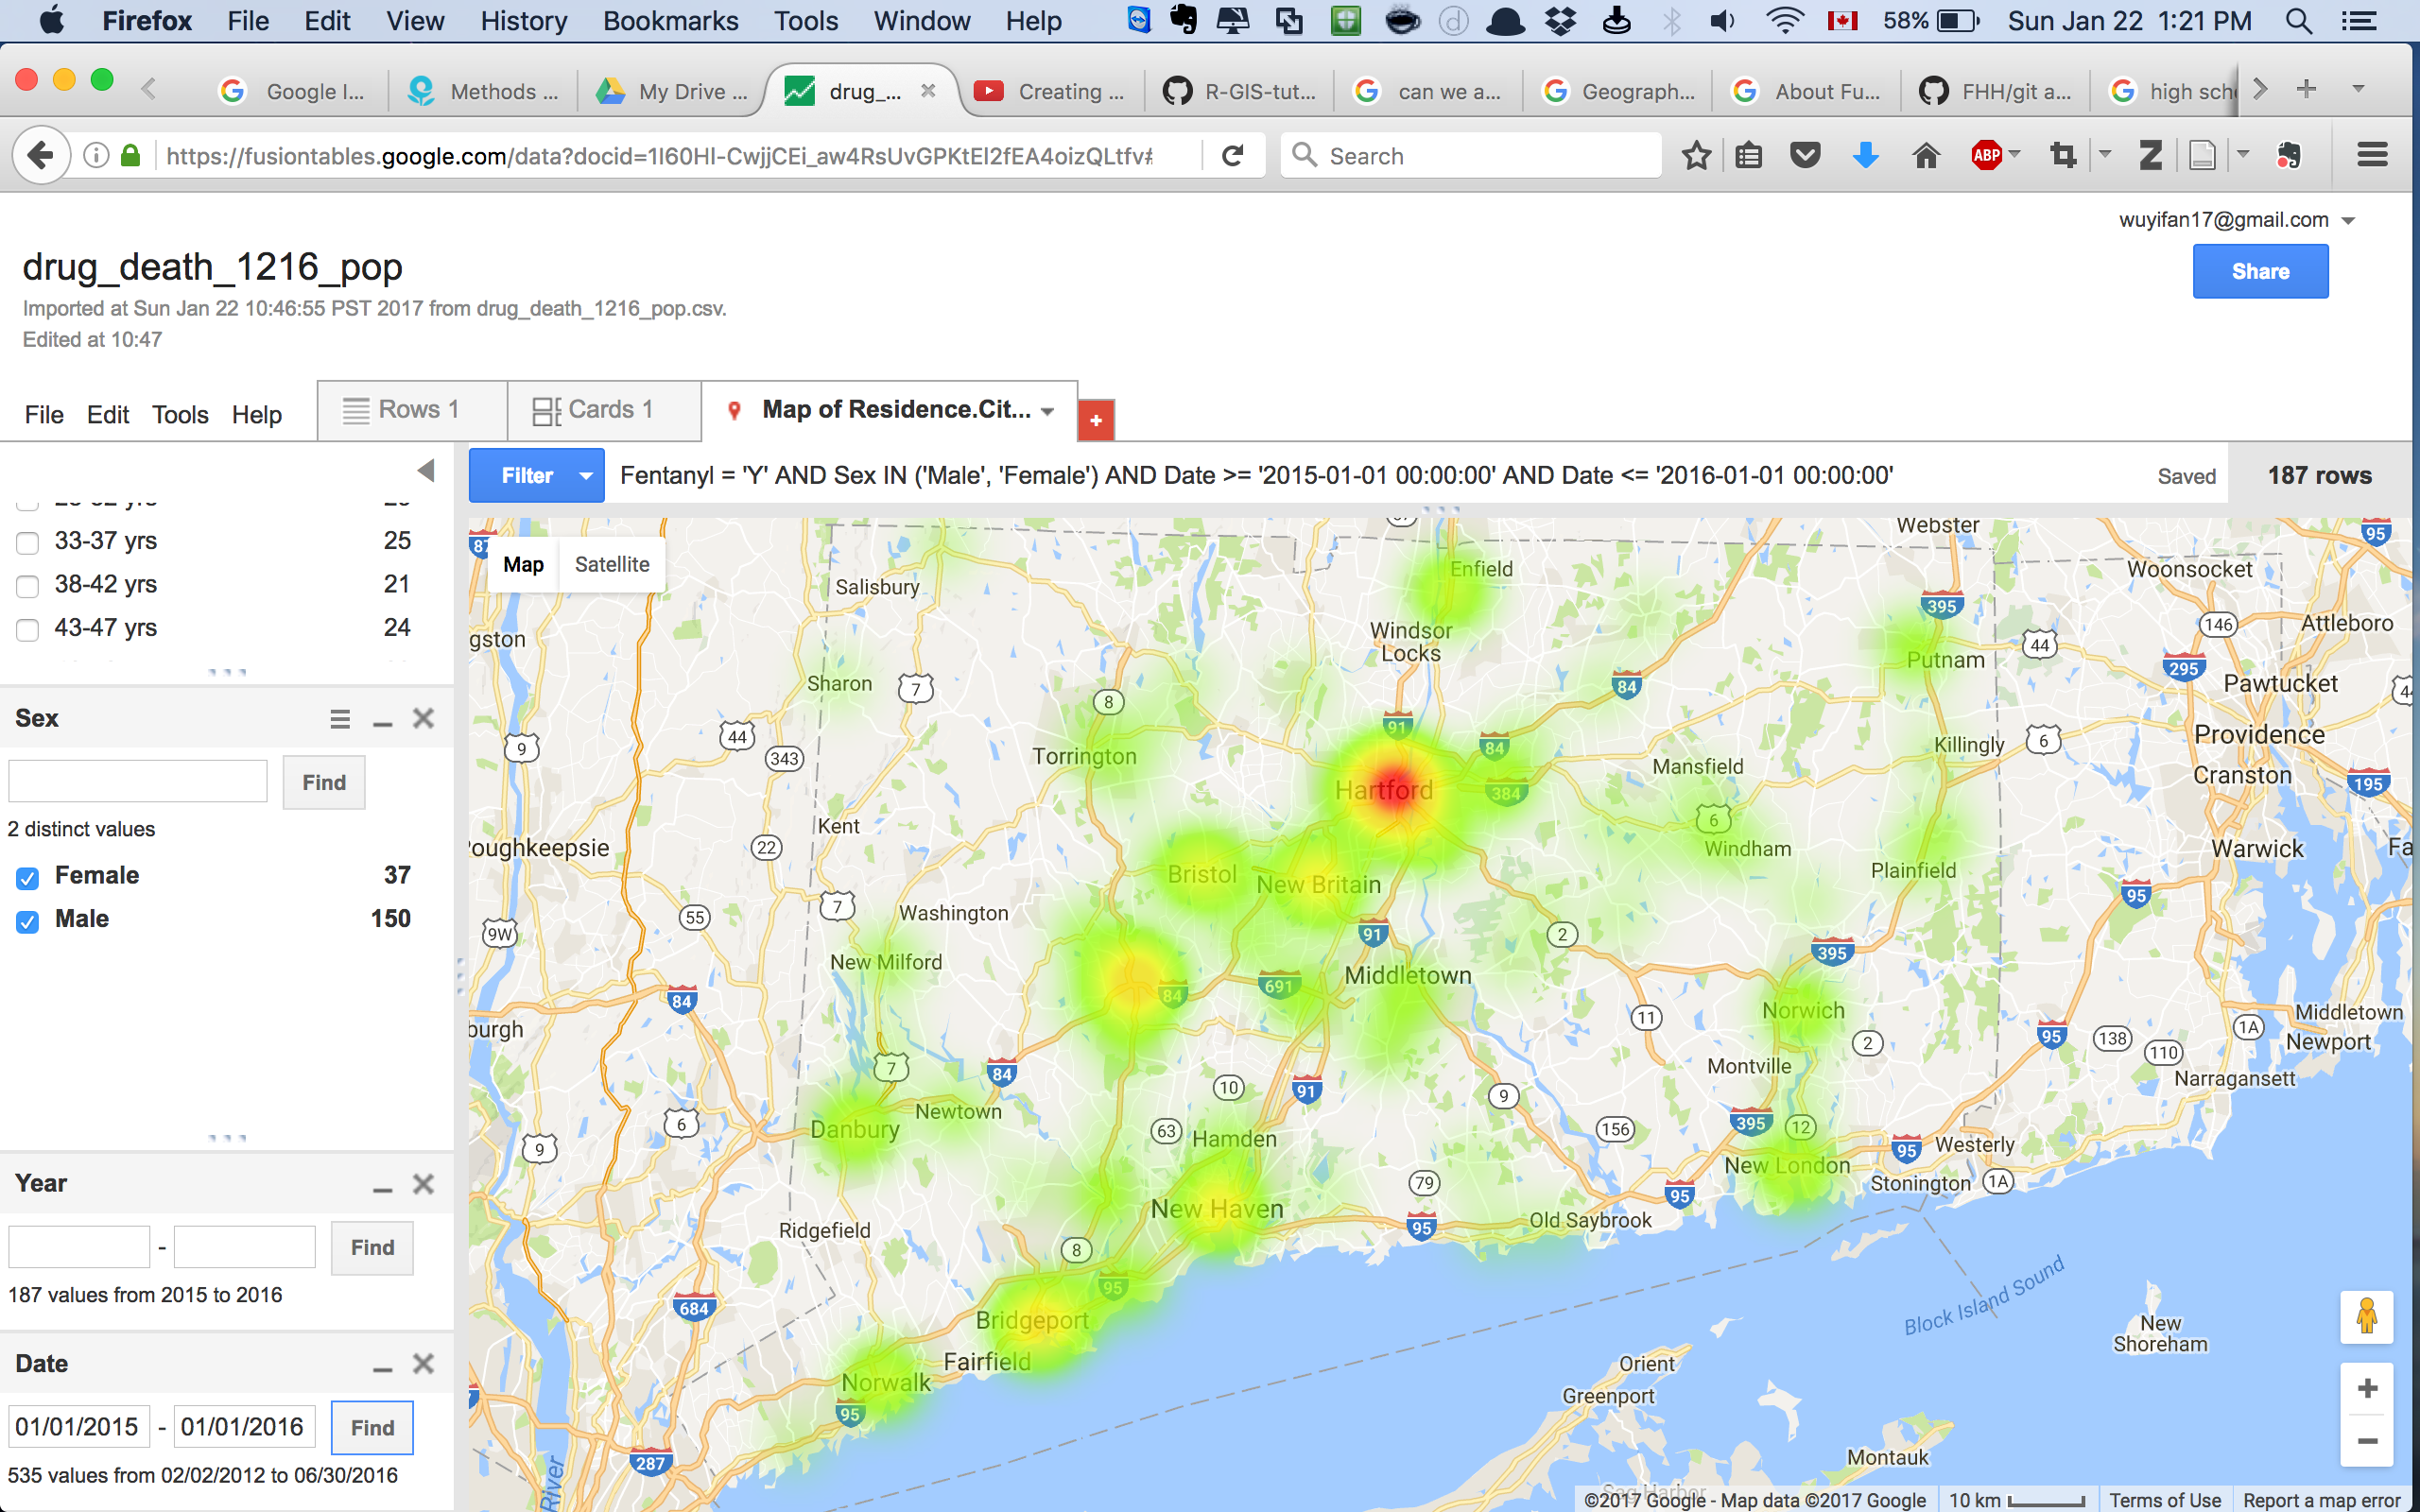 Firefox File Edit View History Bookmarks Tools Window Help 58% Sun Jan 22 1:21 PM
Google I... Methods ... My Drive ... drug_... Creating ... R-GIS-tut... can we a... Geograph... About Fu... FHH/git a... high sch
https://fusiontables.google.com/data?docid=1I60HI-CwjjCEi_aw4RsUvGPKtEl2fEA4oizQLtfv# Search ABP Z
wuyifan17@gmail.com
drug_death_1216_pop
Share
Imported at Sun Jan 22 10:46:55 PST 2017 from drug_death_1216_pop.csv.
Edited at 10:47
File Edit Tools Help Rows 1 Cards 1 Map of Residence.Cit... +
Filter Fentanyl = 'Y' AND Sex IN ('Male', 'Female') AND Date >= '2015-01-01 00:00:00' AND Date <= '2016-01-01 00:00:00' Saved 187 rows
33-37 yrs 25
38-42 yrs 21
43-47 yrs 24
Sex
Find
2 distinct values
Female 37
Male 150
Year
- Find
187 values from 2015 to 2016
Date
01/01/2015 - 01/01/2016 Find
535 values from 02/02/2012 to 06/30/2016
Map Satellite
87
Webster
95
Salisbury
Enfield
Woonsocket
395
gston
Windsor
Locks
146
Attleboro
44
Putnam
295
Pawtucket
Sharon
7
84
8
44
343
91
84
Torrington
Killingly
6
Providence
9
Mansfield
Cranston
195
Hartford
384
6
Kent
22
oughkeepsie
Windham
Warwick
Fa
Bristol
New Britain
Plainfield
95
7
55
Washington
9W
91
2
395
New Milford
Middletown
84
84
691
Norwich
11
Middletown
1A
burgh
2
95
138
110
Newport
7
84
Montville
Narragansett
10
91
9
Newtown
6
Danbury
63
Hamden
395
12
156
9
95
Westerly
New London
79
95
Stonington
1A
New Haven
Ridgefield
95
Old Saybrook
8
95
684
Bridgeport
Block Island Sound
New
Shoreham
Fairfield
Orient
Norwalk
Greenport
95
287
Montauk
River
Sag Harbor
©2017 Google - Map data ©2017 Google 10 km Terms of Use Report a map error